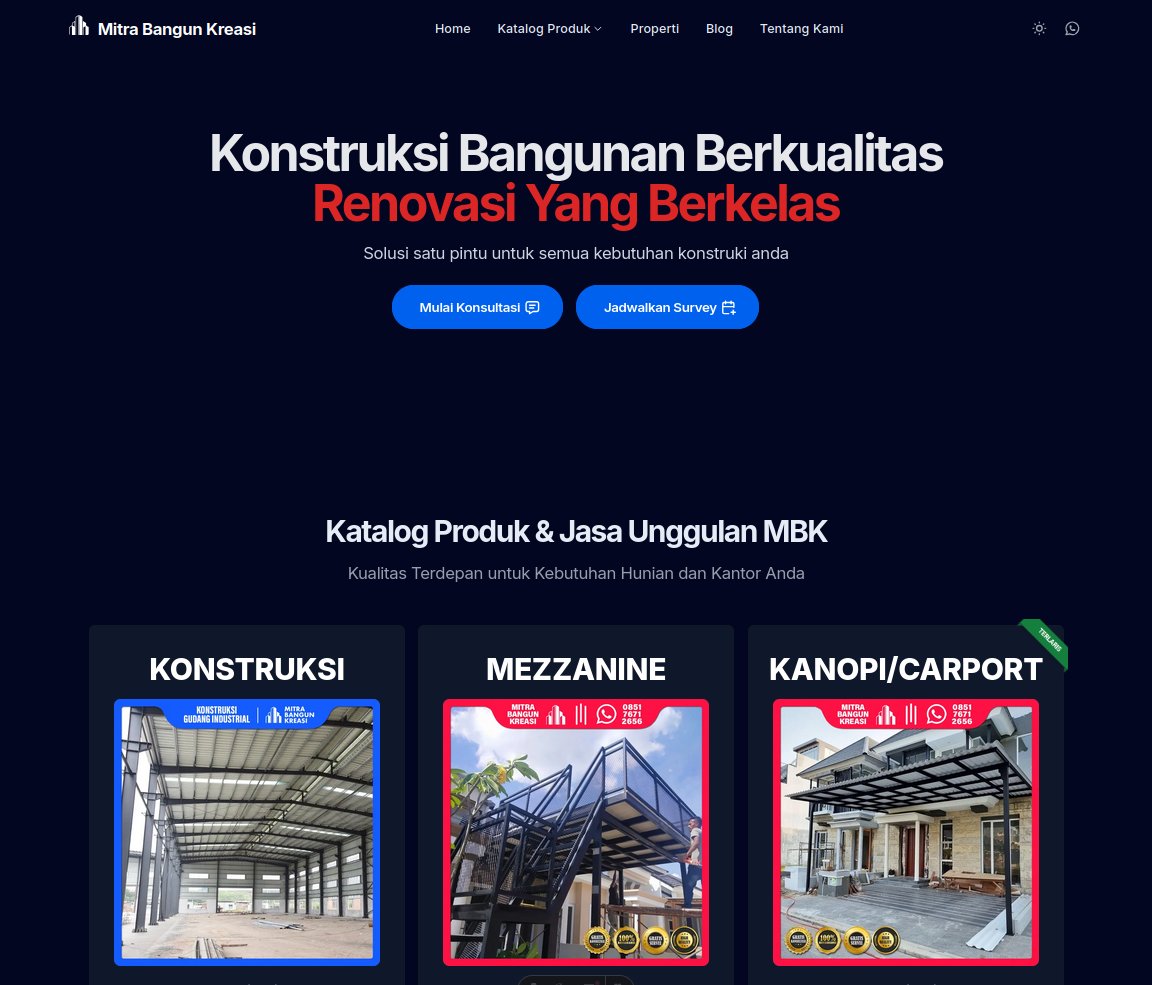 Mitra Bangun Kreasi
Home
Katalog Produk
Properti
Blog
Tentang Kami
Konstruksi Bangunan Berkualitas
Renovasi Yang Berkelas
Solusi satu pintu untuk semua kebutuhan konstruki anda
Mulai Konsultasi
Jadwalkan Survey
Katalog Produk & Jasa Unggulan MBK
Kualitas Terdepan untuk Kebutuhan Hunian dan Kantor Anda
KONSTRUKSI
KONSTRUKSI
GUDANG INDUSTRIAL
MITRA
BANGUN
KREASI
MEZZANINE
MITRA
BANGUN
KREASI
0851
7671
2656
TERLARIS
KANOPI/CARPORT
MITRA
BANGUN
KREASI
0851
7671
2656